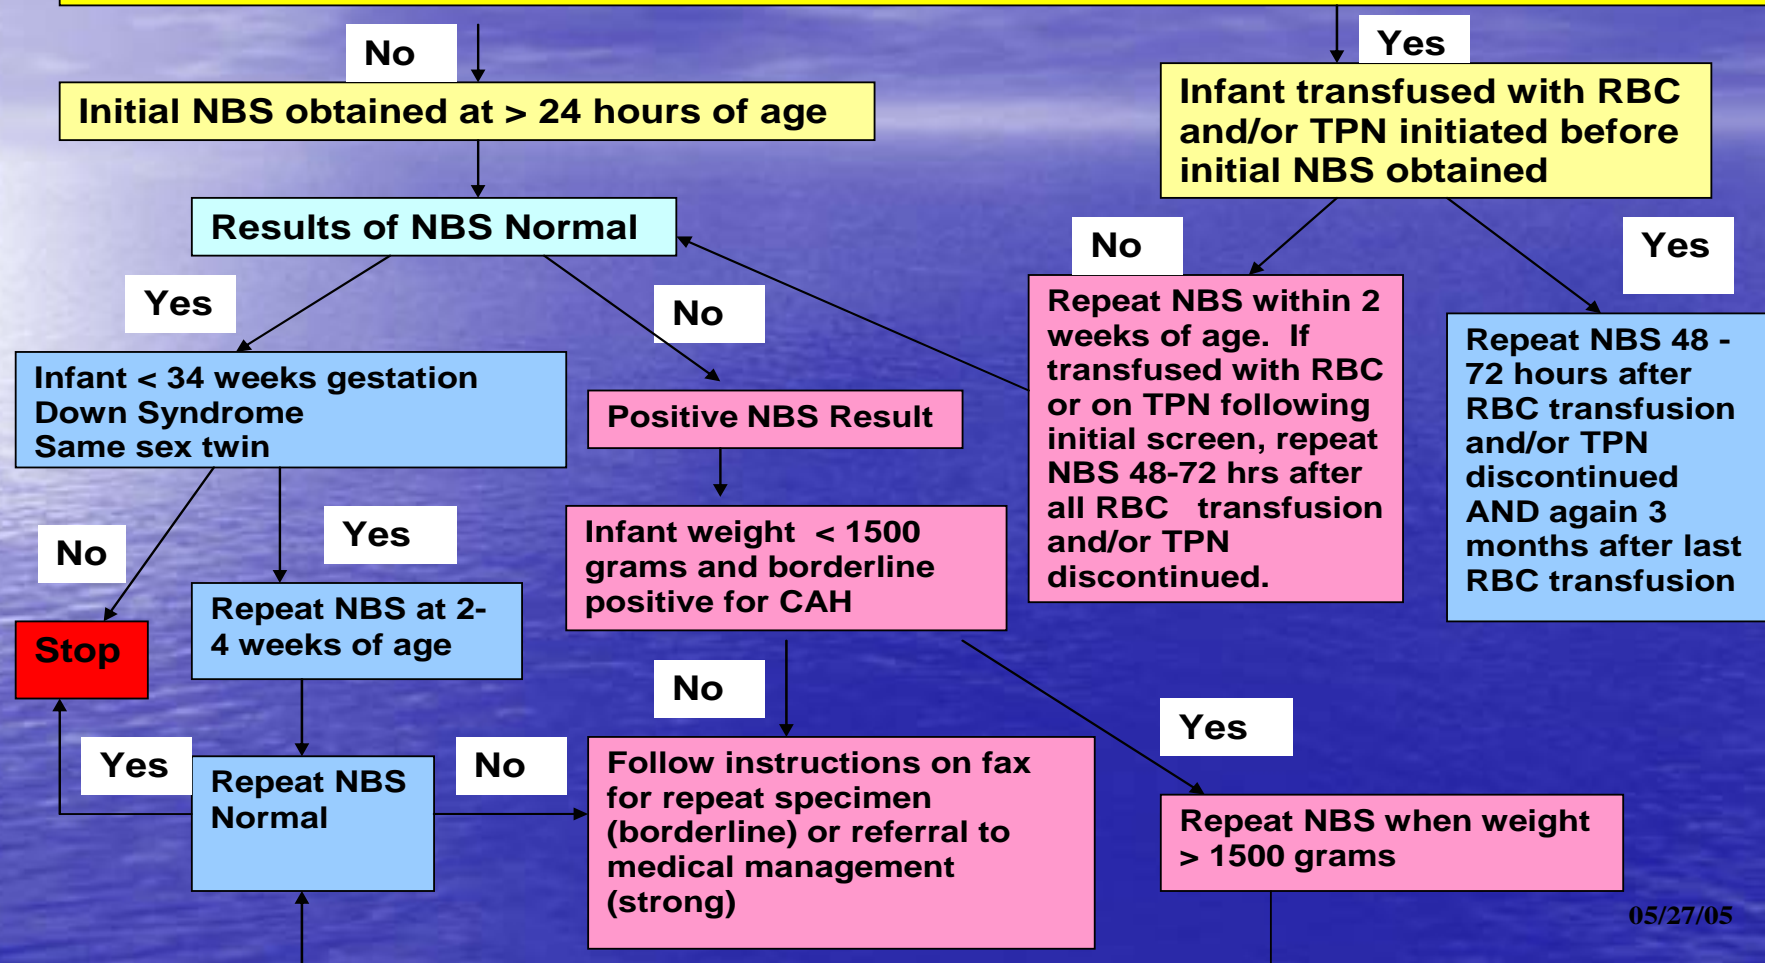 No
Yes
Initial NBS obtained at > 24 hours of age
Infant transfused with RBC
and/or TPN initiated before
initial NBS obtained
Results of NBS Normal
No
Yes
Yes
No
Repeat NBS within 2
weeks of age. If
transfused with RBC
or on TPN following
initial screen, repeat
NBS 48-72 hrs after
all RBC transfusion
and/or TPN
discontinued.
Repeat NBS 48 -
72 hours after
RBC transfusion
and/or TPN
discontinued
AND again 3
months after last
RBC transfusion
Infant < 34 weeks gestation
Down Syndrome
Same sex twin
Positive NBS Result
No
Yes
Infant weight < 1500
grams and borderline
positive for CAH
Stop
Repeat NBS at 2-
4 weeks of age
No
Yes
Yes
Repeat NBS
Normal
No
Follow instructions on fax
for repeat specimen
(borderline) or referral to
medical management
(strong)
Repeat NBS when weight
> 1500 grams
05/27/05